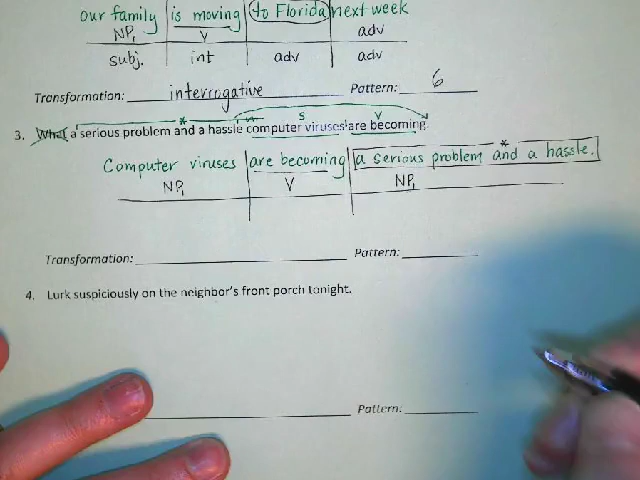 our family is moving to Florida next week
NP1 V adv
subj. int adv adv
Transformation: interrogative Pattern: 6
* n s v
3. What a serious problem and a hassle computer viruses are becoming.
*
Computer viruses are becoming a serious problem and a hassle.
NP1 V NP1
Transformation: Pattern:
4. Lurk suspiciously on the neighbor's front porch tonight.
Pattern: